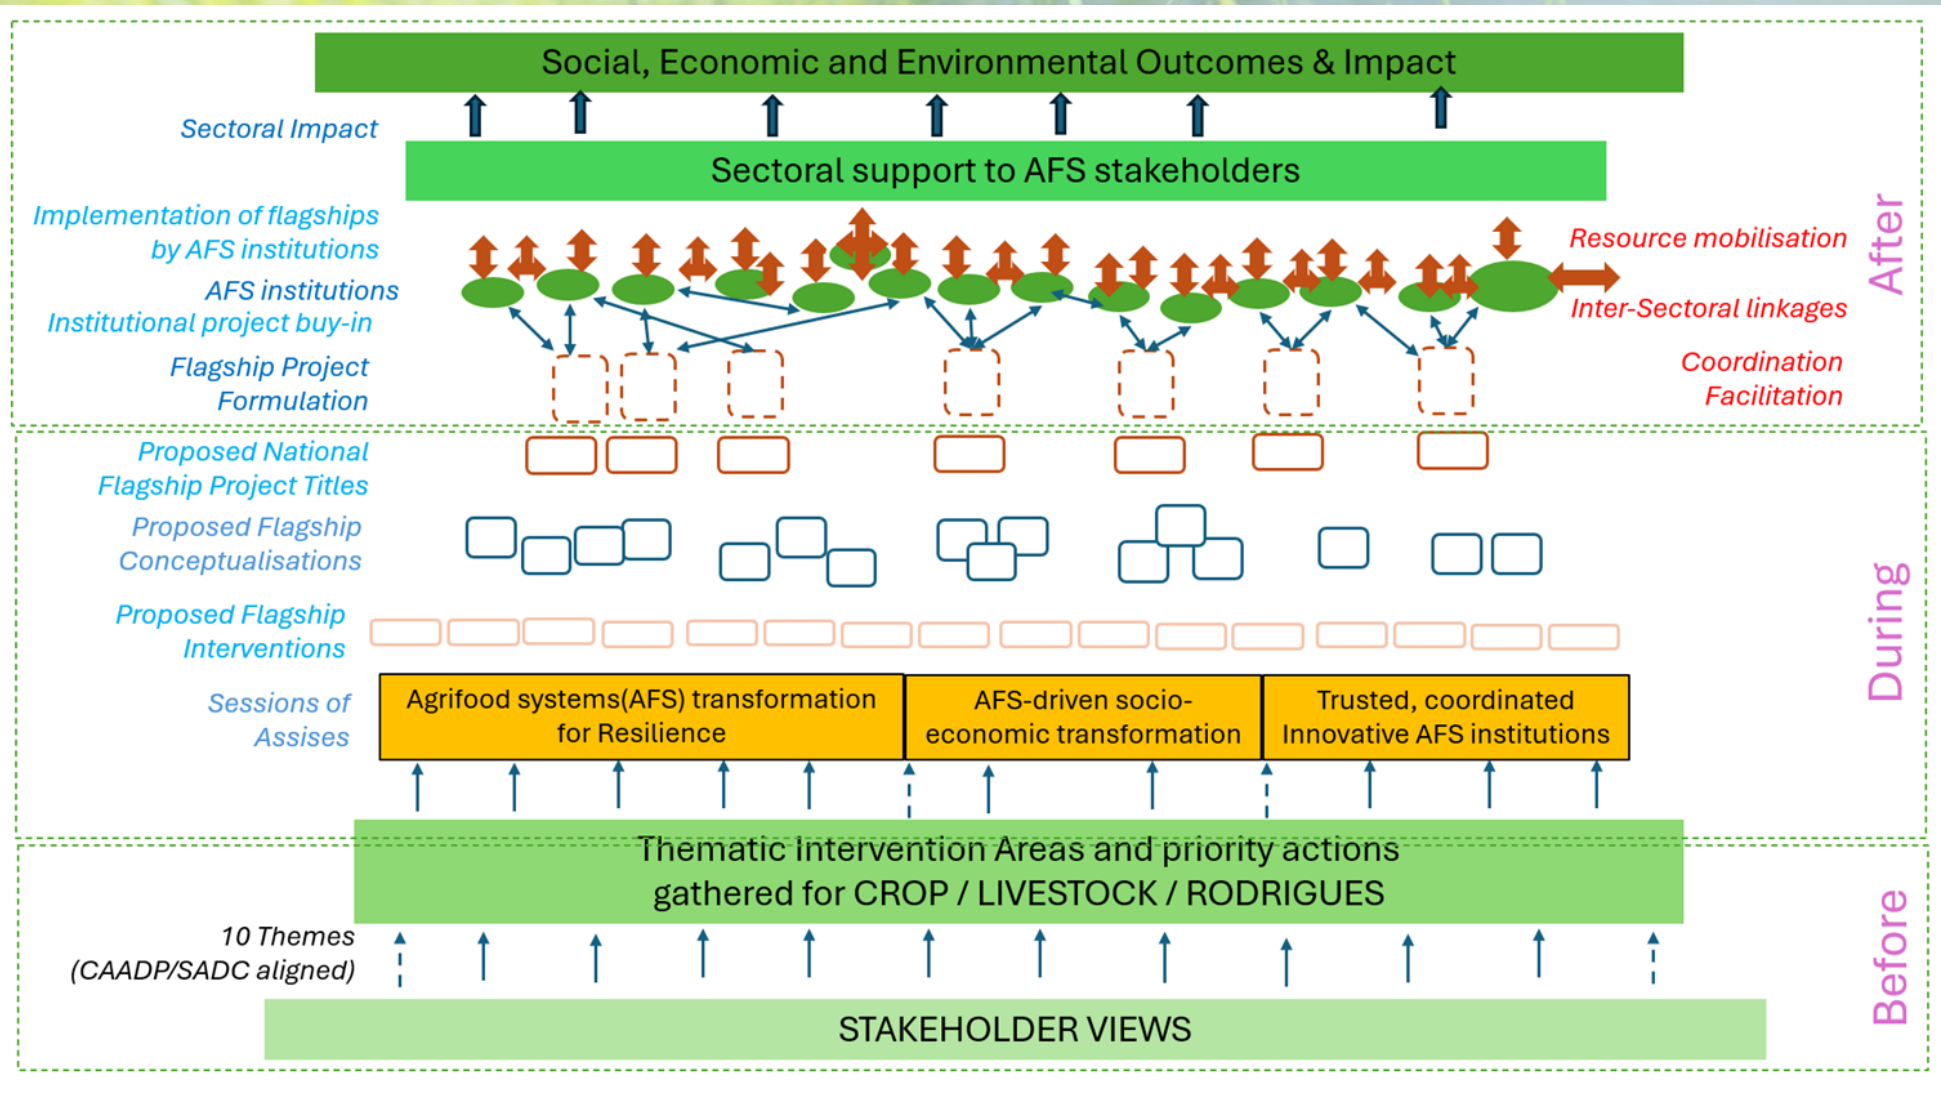 Social, Economic and Environmental Outcomes & Impact
Sectoral Impact
Sectoral support to AFS stakeholders
Implementation of flagships
by AFS institutions
Resource mobilisation
After
AFS institutions
Inter-Sectoral linkages
Institutional project buy-in
Flagship Project
Formulation
Coordination
Facilitation
Proposed National
Flagship Project Titles
Proposed Flagship
Conceptualisations
During
Proposed Flagship
Interventions
Sessions of
Assises
Agrifood systems(AFS) transformation
for Resilience
AFS-driven socio-
economic transformation
Trusted, coordinated
Innovative AFS institutions
Thematic Intervention Areas and priority actions
gathered for CROP / LIVESTOCK / RODRIGUES
10 Themes
(CAADP/SADC aligned)
Before
STAKEHOLDER VIEWS